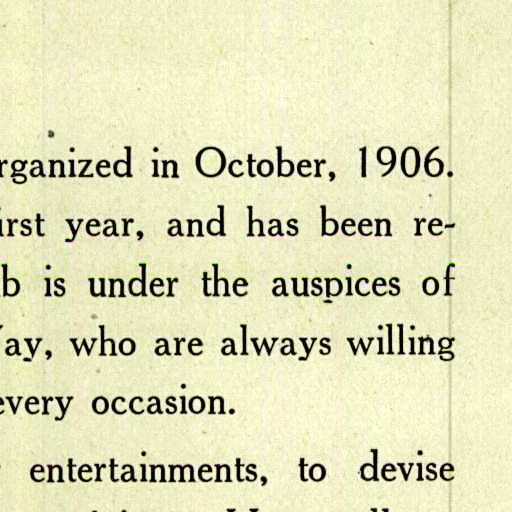 rganized in October, 1906.
irst year, and has been re-
b is under the auspices of
ay, who are always willing
every occasion.
entertainments, to devise